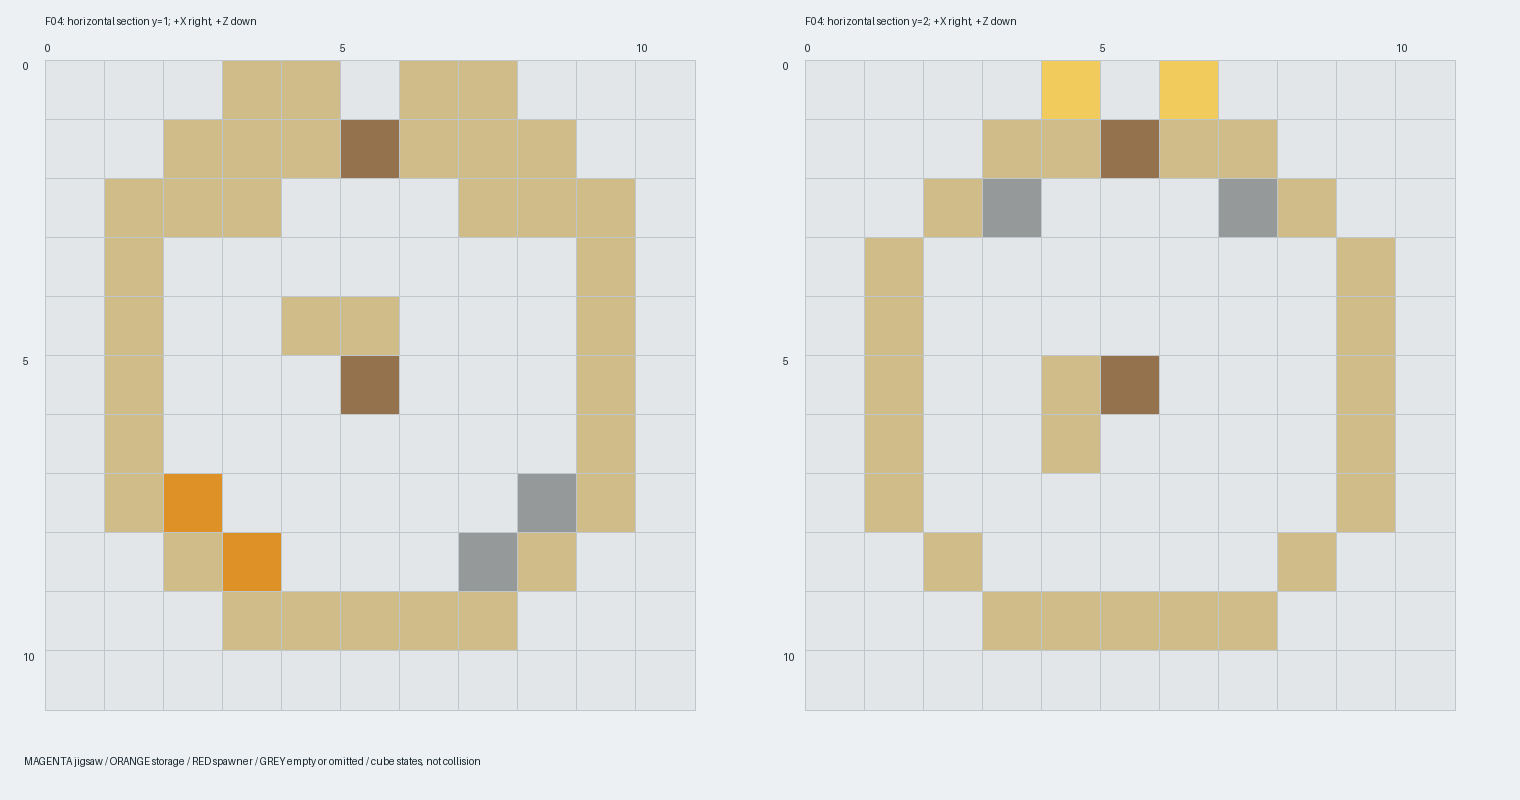 F04: horizontal section y=1; +X right, +Z down
F04: horizontal section y=2; +X right, +Z down
0 5 10
0 5 10
0
0
5
5
10
10
MAGENTA jigsaw / ORANGE storage / RED spawner / GREY empty or omitted / cube states, not collision